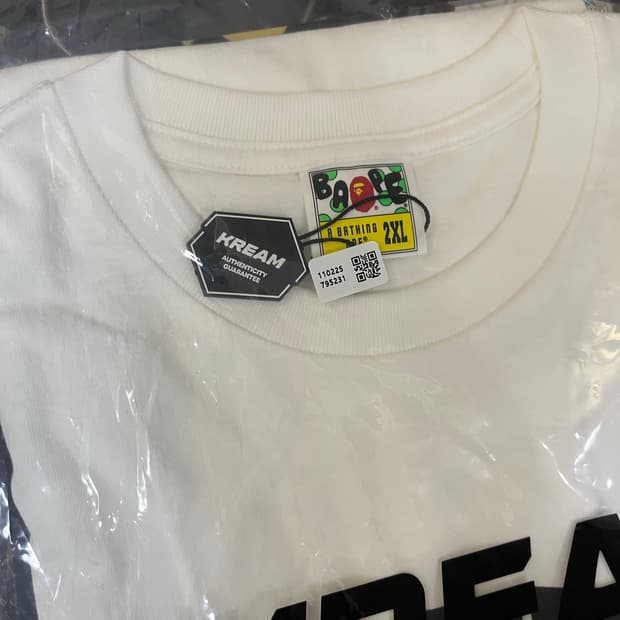 BAPE
A BATHING
2XL
KREAM
AUTHENTICITY
GUARANTEE
110225
795231